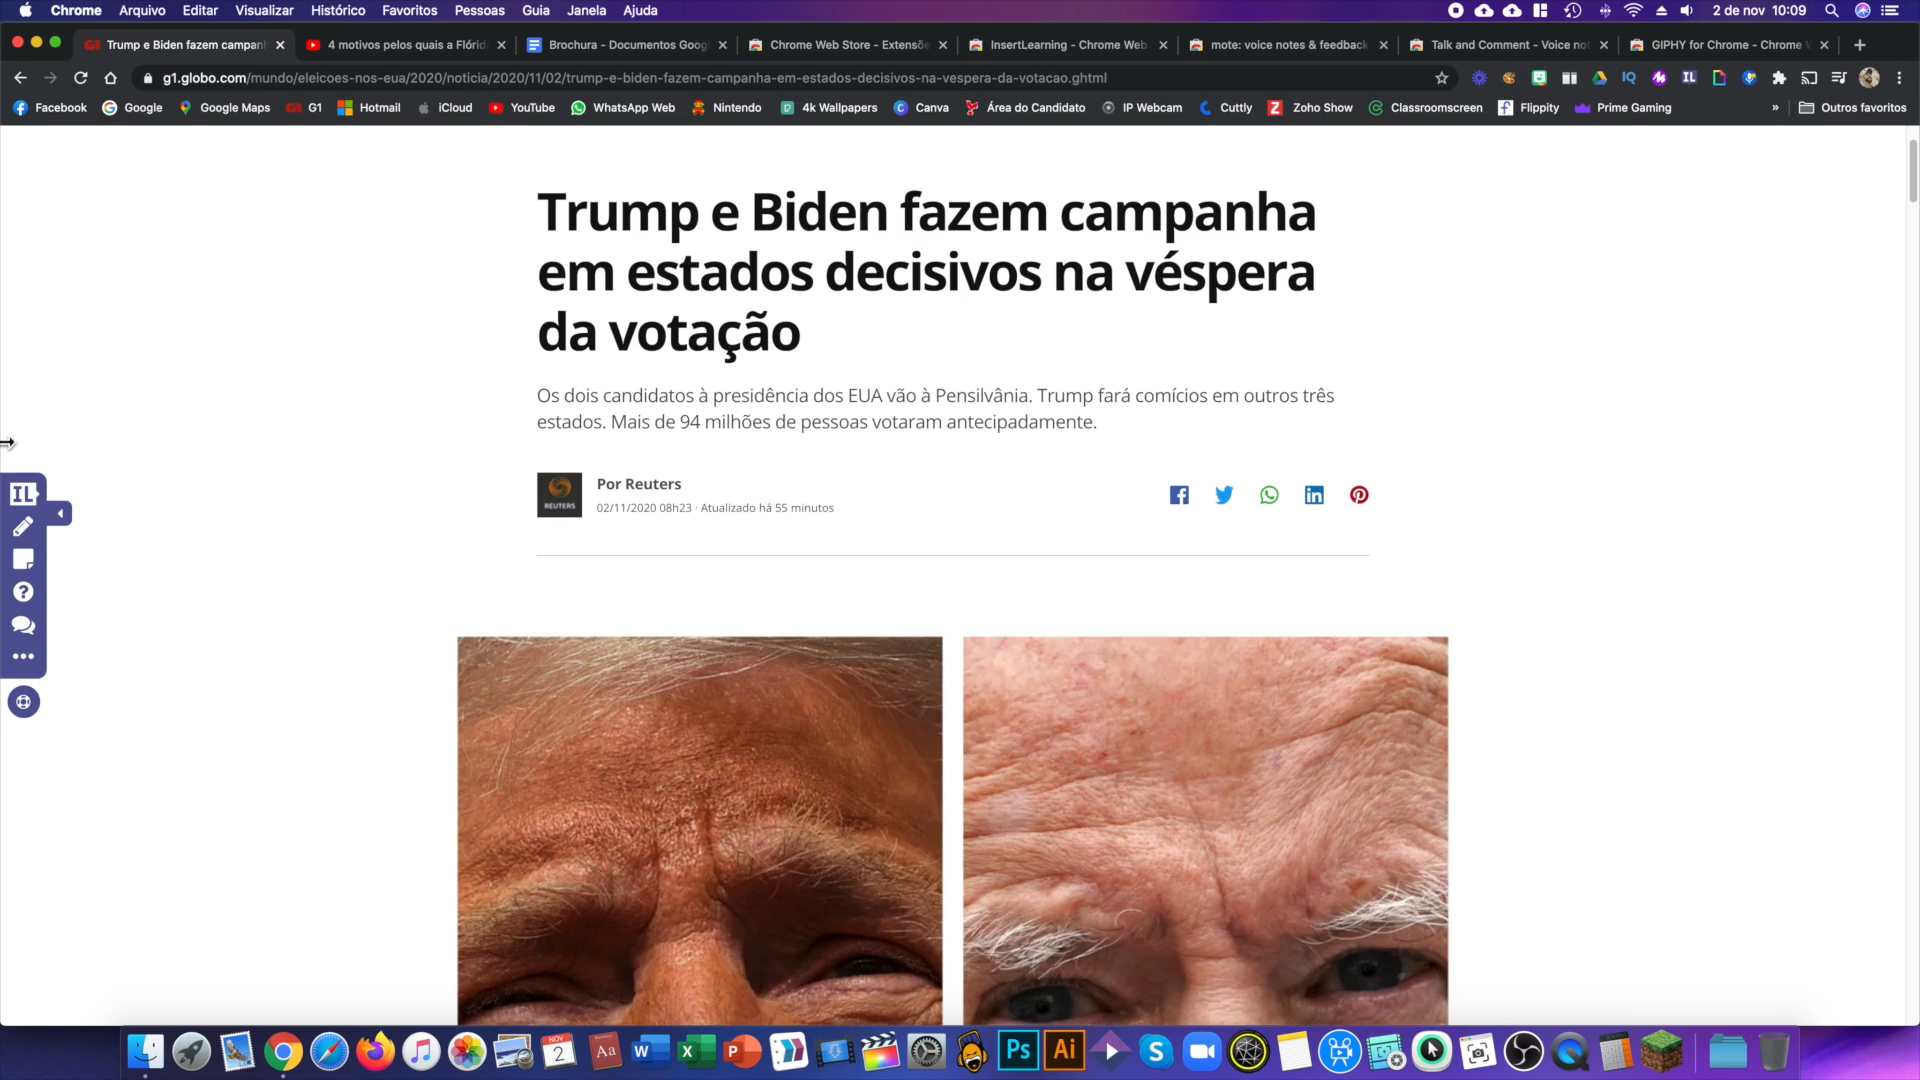 Chrome Arquivo Editar Visualizar Histórico Favoritos Pessoas Guia Janela Ajuda 2 de nov 10:09
Trump e Biden fazem campan 4 motivos pelos quais a Flórid Brochura - Documentos Goog Chrome Web Store - Extensõe InsertLearning - Chrome Web mote: voice notes & feedback Talk and Comment - Voice not GIPHY for Chrome - Chrome
g1.globo.com/mundo/eleicoes-nos-eua/2020/noticia/2020/11/02/trump-e-biden-fazem-campanha-em-estados-decisivos-na-vespera-da-votacao.ghtml
Facebook Google Google Maps G1 Hotmail iCloud YouTube WhatsApp Web Nintendo 4k Wallpapers Canva Área do Candidato IP Webcam Cuttly Zoho Show Classroomscreen Flippity Prime Gaming » Outros favoritos
Trump e Biden fazem campanha
em estados decisivos na véspera
da votação
Os dois candidatos à presidência dos EUA vão à Pensilvânia. Trump fará comícios em outros três
estados. Mais de 94 milhões de pessoas votaram antecipadamente.
Por Reuters
REUTERS
02/11/2020 08h23 · Atualizado há 55 minutos
IL
NOV
2
Aa
W
X
P
Ps
Ai
S